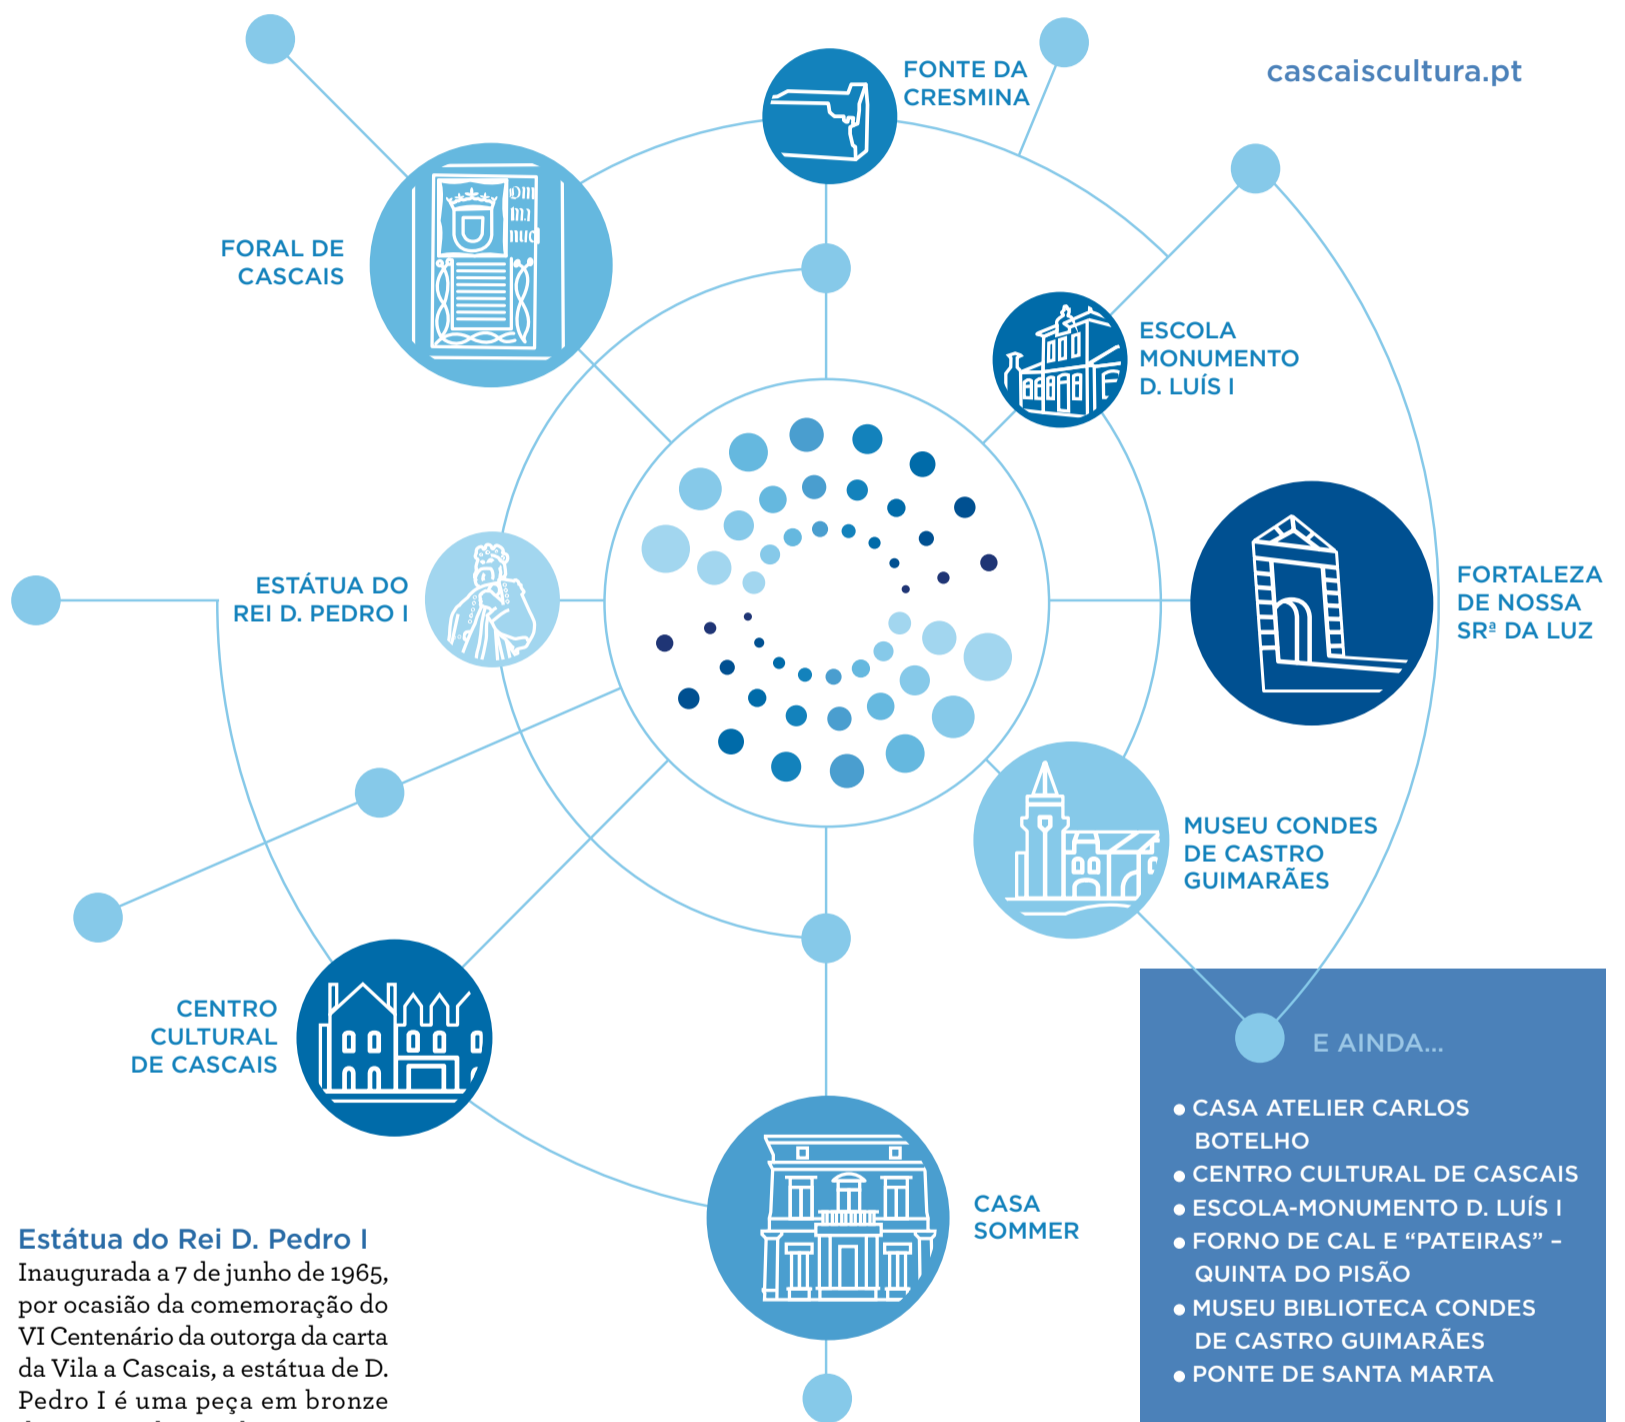 cascaiscultura.pt
FONTE DA
CRESMINA
FORAL DE
CASCAIS
ESCOLA
MONUMENTO
D. LUÍS I
ESTÁTUA DO
REI D. PEDRO I
FORTALEZA
DE NOSSA
SRª DA LUZ
MUSEU CONDES
DE CASTRO
GUIMARÃES
CENTRO
CULTURAL
DE CASCAIS
CASA
SOMMER
E AINDA...
• CASA ATELIER CARLOS
BOTELHO
• CENTRO CULTURAL DE CASCAIS
• ESCOLA-MONUMENTO D. LUÍS I
• FORNO DE CAL E “PATEIRAS” –
QUINTA DO PISÃO
• MUSEU BIBLIOTECA CONDES
DE CASTRO GUIMARÃES
• PONTE DE SANTA MARTA
Estátua do Rei D. Pedro I
Inaugurada a 7 de junho de 1965,
por ocasião da comemoração do
VI Centenário da outorga da carta
da Vila a Cascais, a estátua de D.
Pedro I é uma peça em bronze